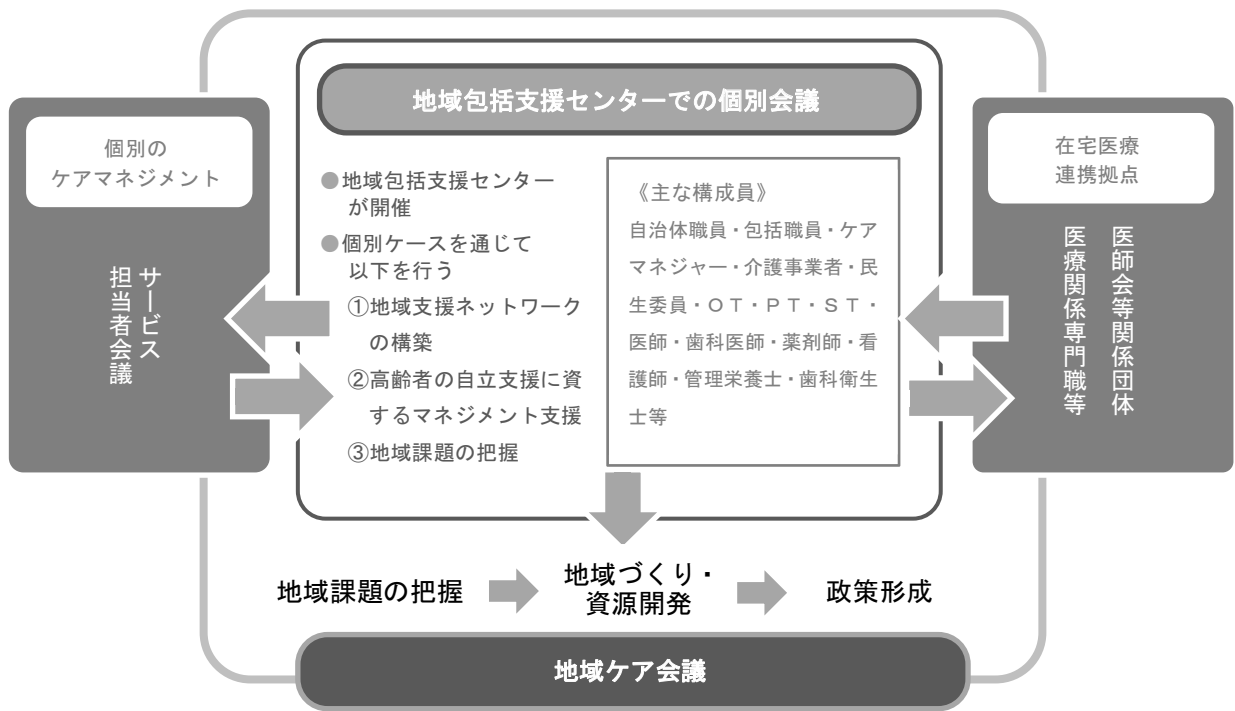 地域包括支援センターでの個別会議
個別の
ケアマネジメント
サービス
担当者会議
●地域包括支援センター
が開催
●個別ケースを通じて
以下を行う
①地域支援ネットワーク
の構築
②高齢者の自立支援に資
するマネジメント支援
③地域課題の把握
《主な構成員》
自治体職員・包括職員・ケア
マネジャー・介護事業者・民
生委員・ＯＴ・ＰＴ・ＳＴ・
医師・歯科医師・薬剤師・看
護師・管理栄養士・歯科衛生
士等
在宅医療
連携拠点
医師会等関係団体
医療関係専門職等
地域課題の把握
地域づくり・
資源開発
政策形成
地域ケア会議